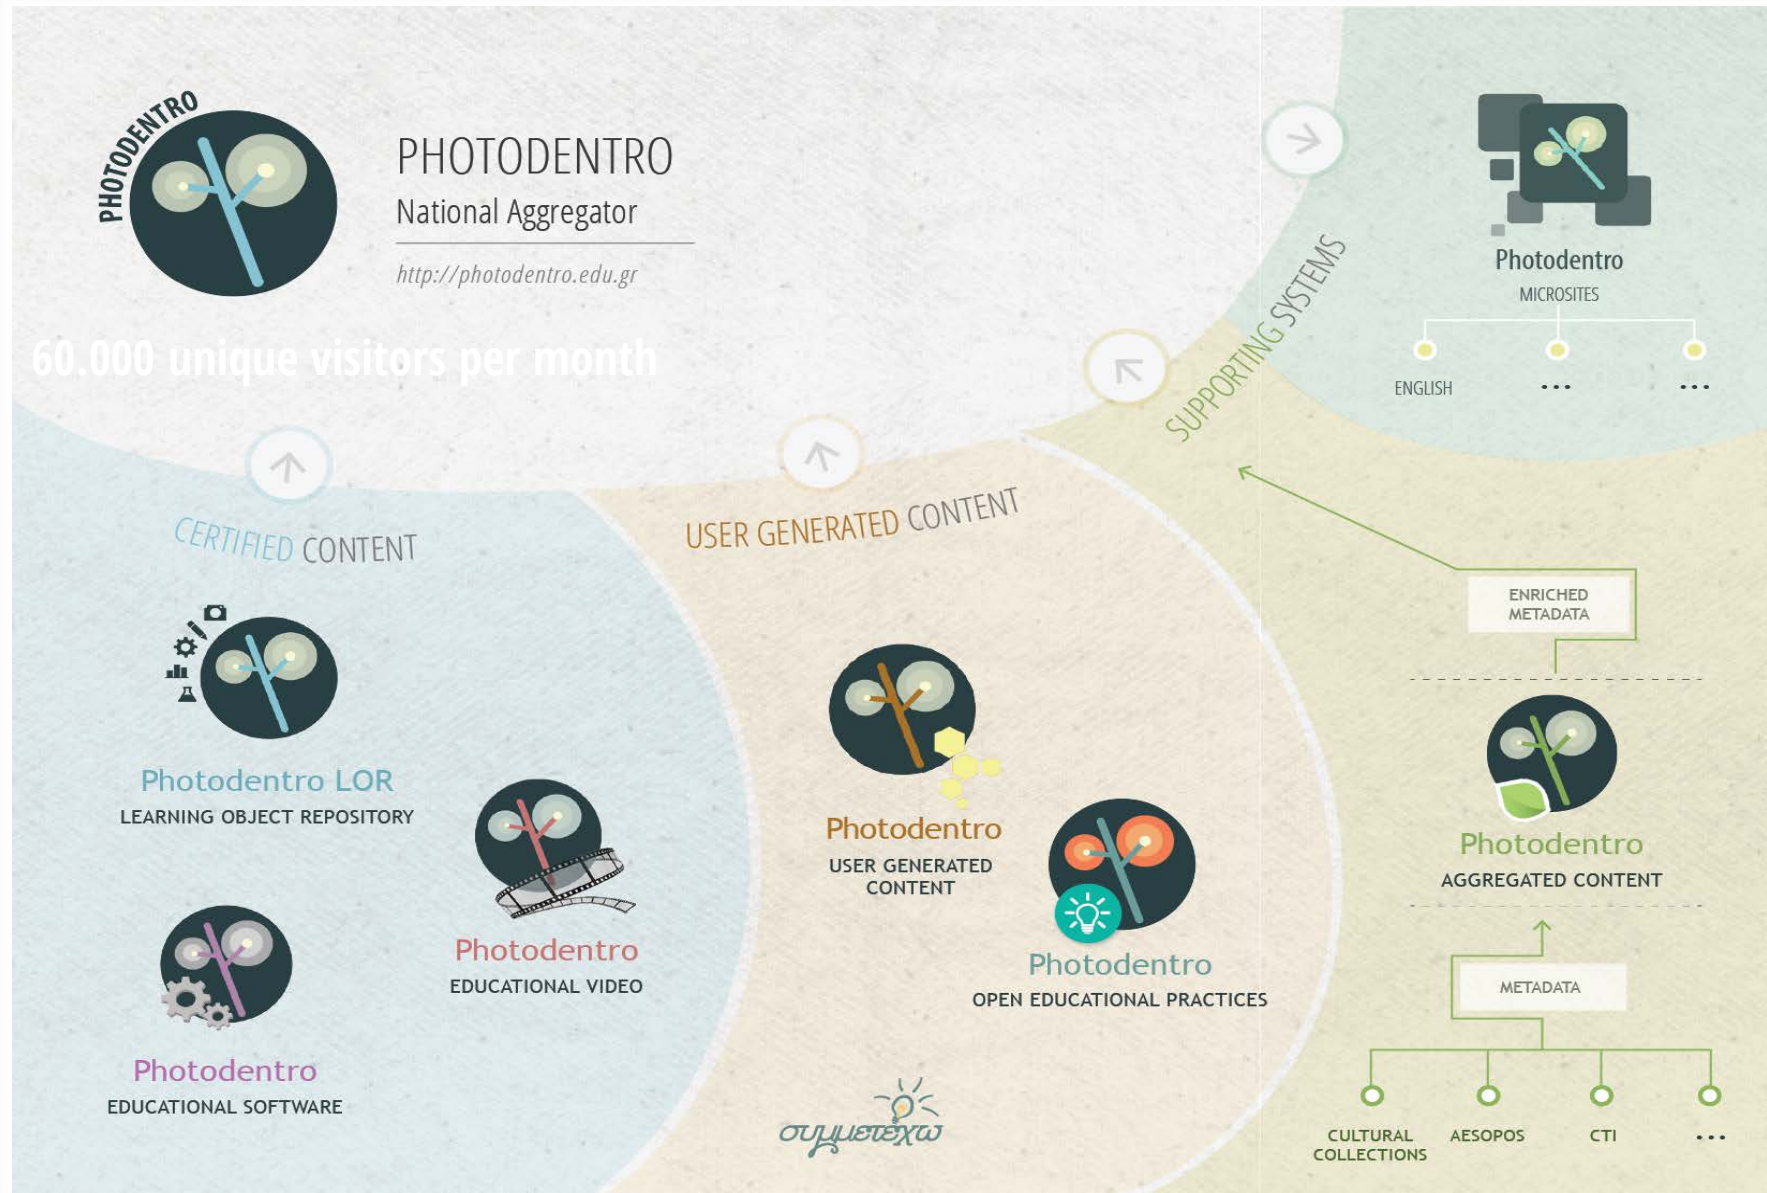 PHOTODENTRO
PHOTODENTRO
National Aggregator
http://photodentro.edu.gr
60.000 unique visitors per month
Photodentro
MICROSITES
ENGLISH
...
...
SUPPORTING SYSTEMS
CERTIFIED CONTENT
USER GENERATED CONTENT
Photodentro LOR
LEARNING OBJECT REPOSITORY
Photodentro
EDUCATIONAL VIDEO
Photodentro
EDUCATIONAL SOFTWARE
Photodentro
USER GENERATED
CONTENT
Photodentro
OPEN EDUCATIONAL PRACTICES
συμμετέχω
ENRICHED
METADATA
Photodentro
AGGREGATED CONTENT
METADATA
CULTURAL
COLLECTIONS
AESOPOS
CTI
...